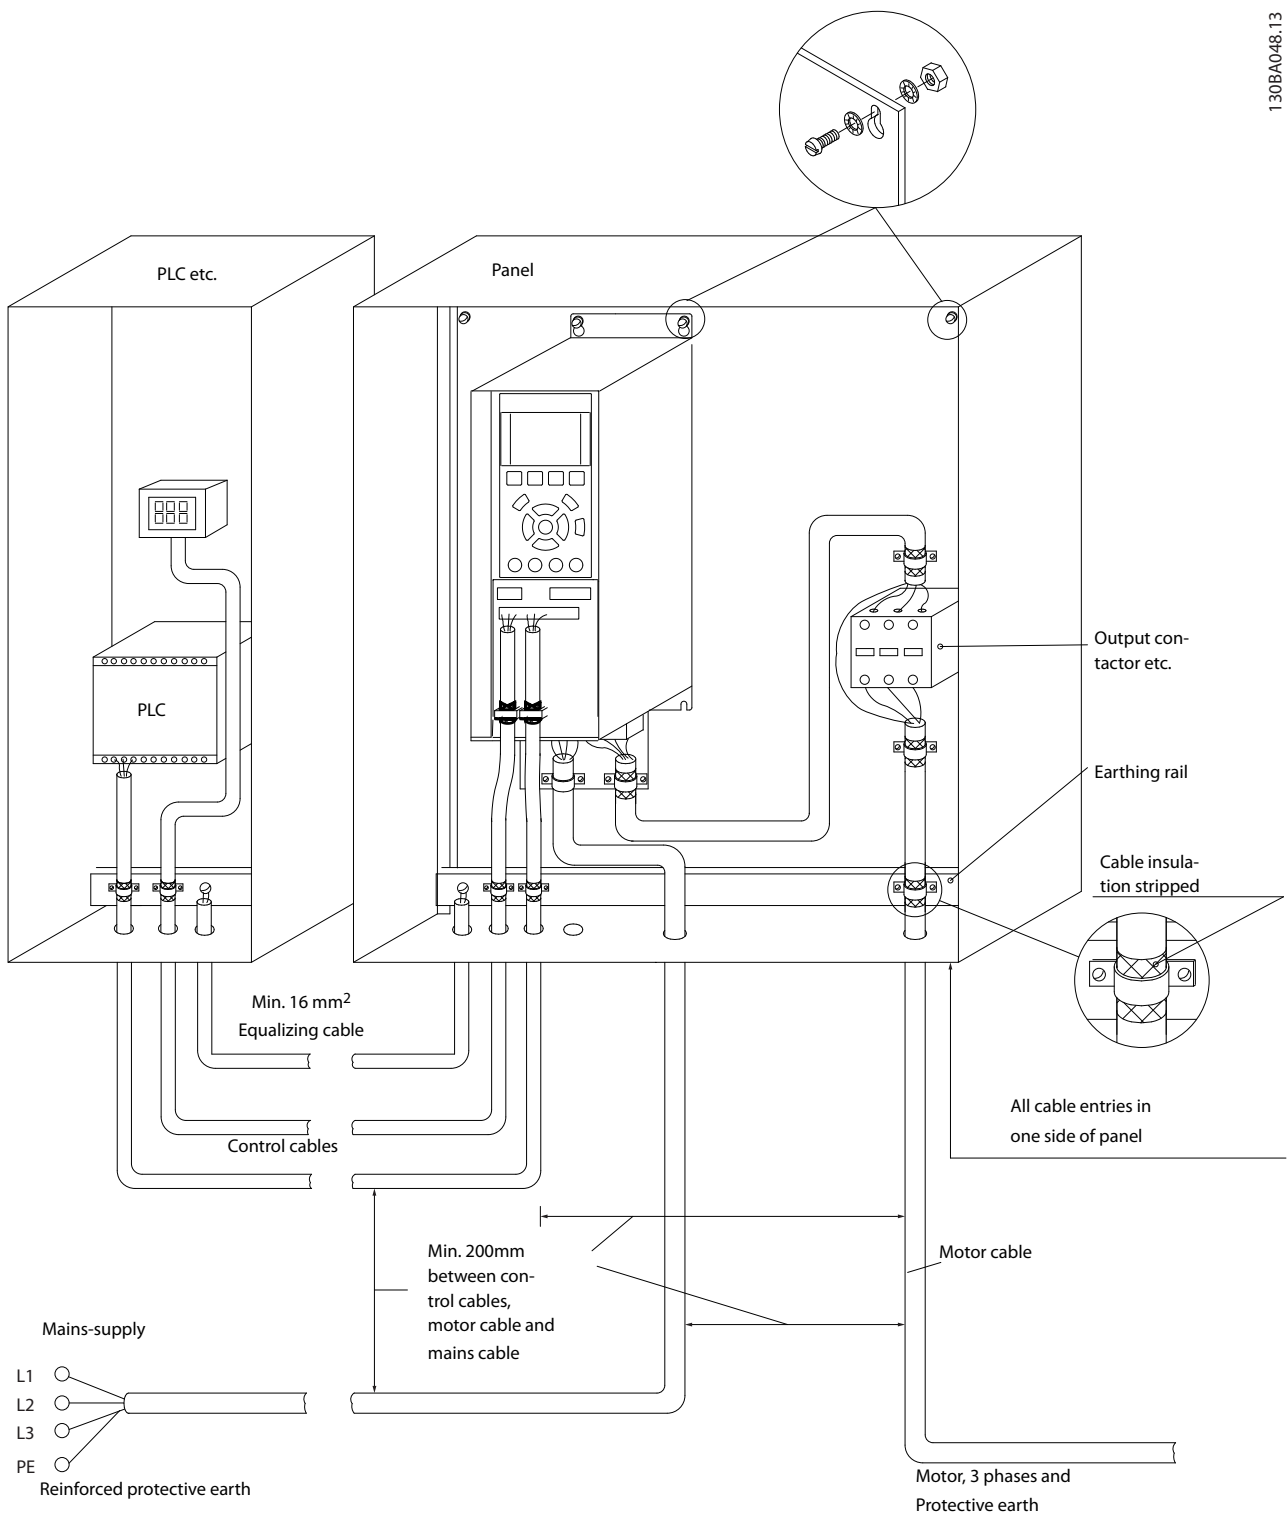 130BA048.13
PLC etc.
Panel
PLC
Output con-
tactor etc.
Earthing rail
Cable insula-
tion stripped
Min. 16 mm2
Equalizing cable
All cable entries in
one side of panel
Control cables
Min. 200mm
between con-
trol cables,
motor cable and
mains cable
Motor cable
Mains-supply
L1
L2
L3
PE
Reinforced protective earth
Motor, 3 phases and
Protective earth